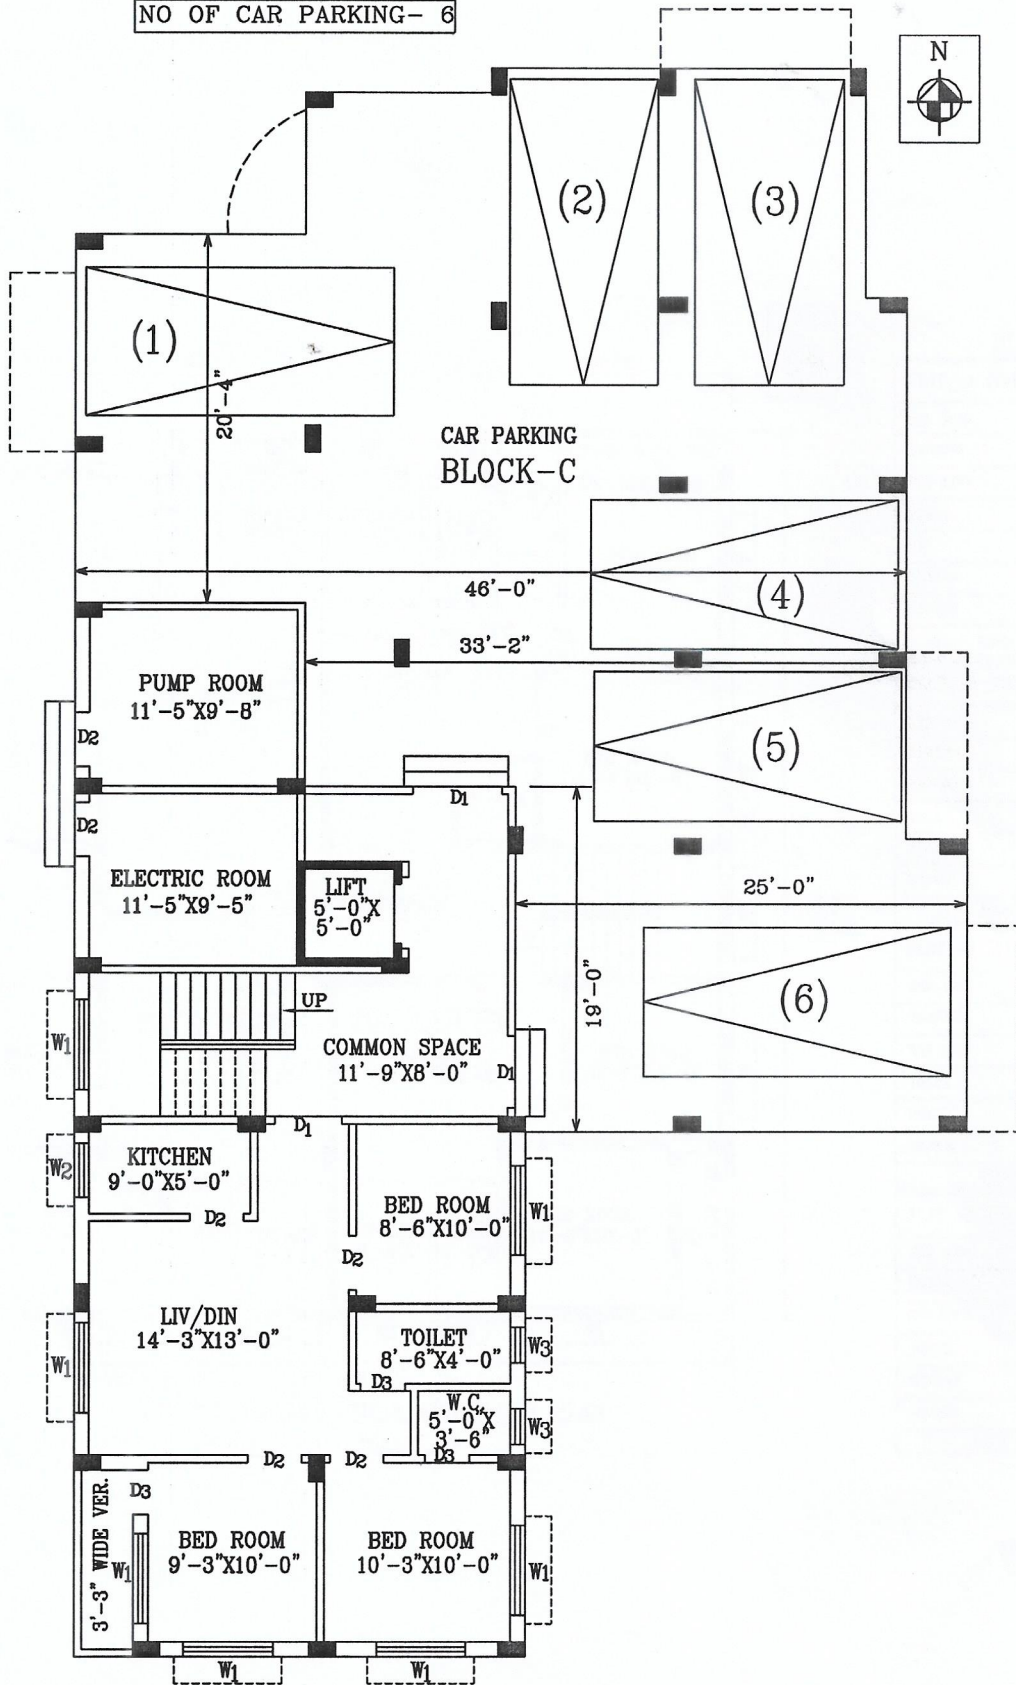 NO OF CAR PARKING- 6
N
(2)
(3)
(1)
20'-4"
CAR PARKING
BLOCK-C
46'-0"
(4)
33'-2"
PUMP ROOM
11'-5"X9'-8"
D2
(5)
D1
D2
ELECTRIC ROOM
11'-5"X9'-5"
LIFT
5'-0"X
5'-0"
25'-0"
19'-0"
(6)
UP
W1
COMMON SPACE
11'-9"X8'-0"
D1
D1
KITCHEN
9'-0"X5'-0"
W2
D2
BED ROOM
8'-6"X10'-0"
W1
D2
LIV/DIN
14'-3"X13'-0"
W1
TOILET
8'-6"X4'-0"
W3
D3
W.C.
5'-0"X
3'-6"
W3
D3
D2
D2
D3
3'-3" WIDE VER.
W1
BED ROOM
9'-3"X10'-0"
BED ROOM
10'-3"X10'-0"
W1
W1
W1